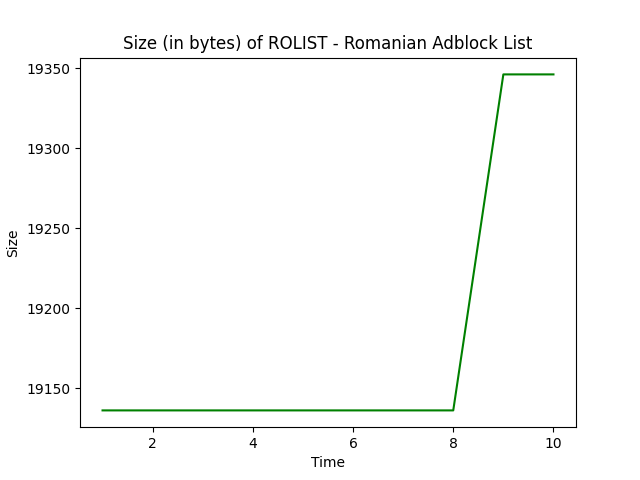 Size (in bytes) of ROLIST - Romanian Adblock List
19350
19300
19250
19200
19150
Size
2 4 6 8 10
Time